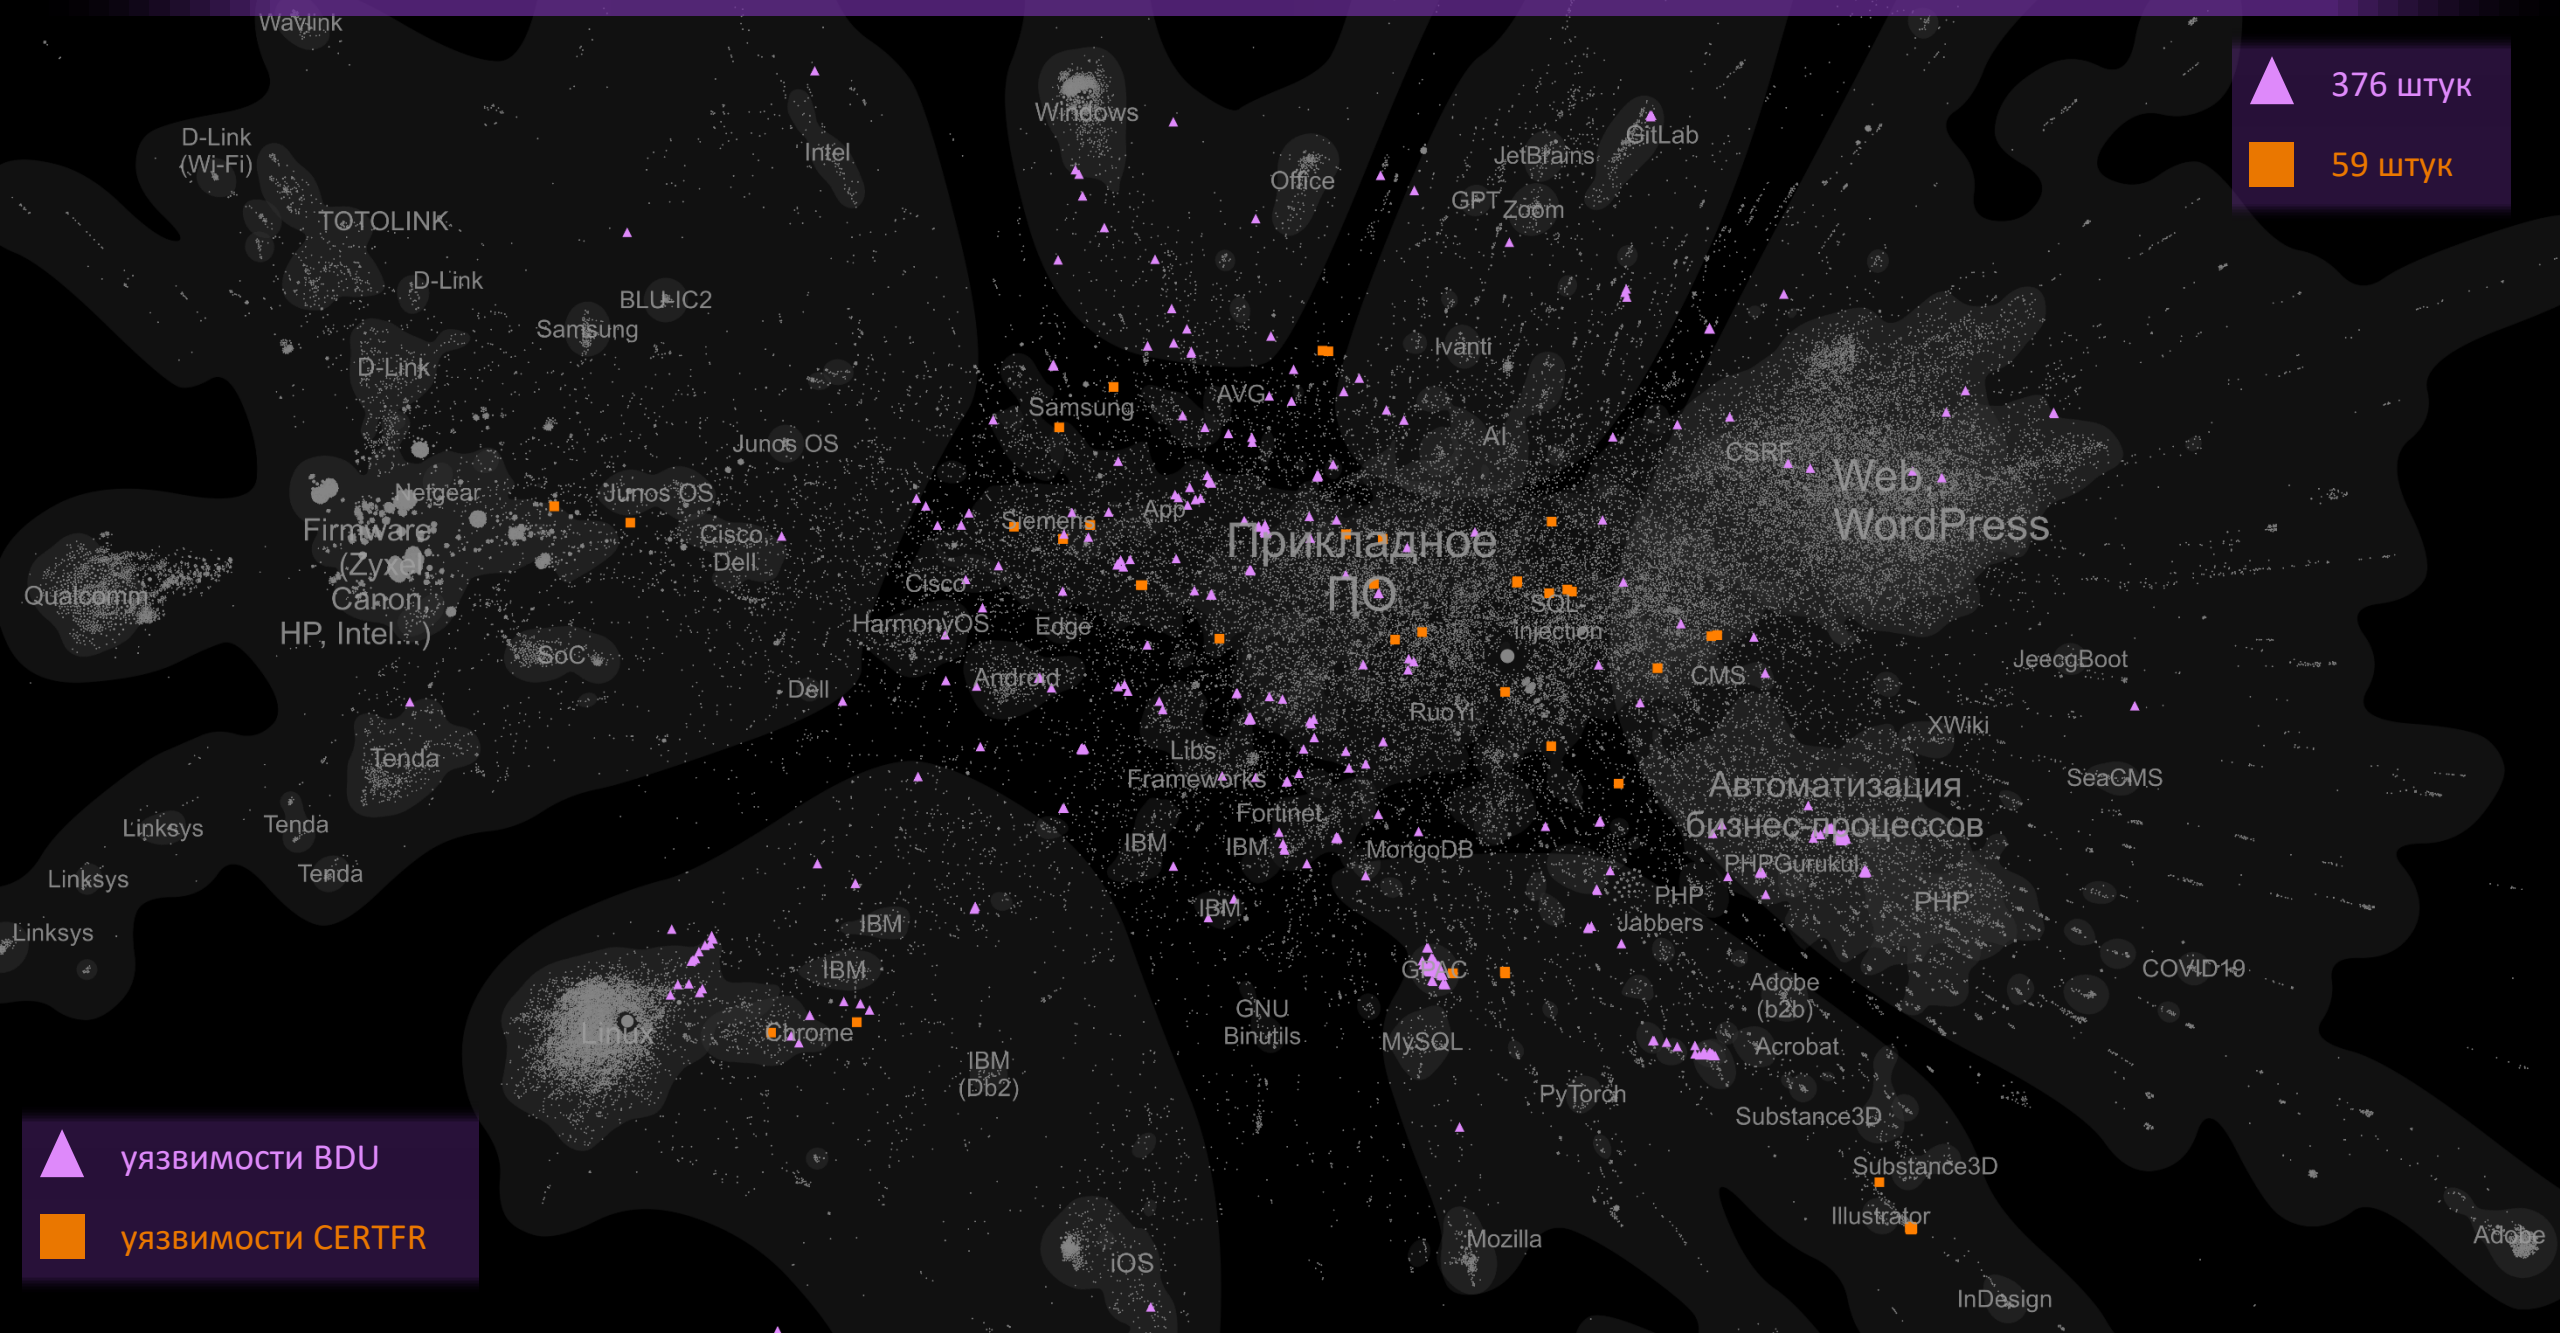 Wavlink
376 штук
59 штук
Windows
D-Link
(Wi-Fi)
Intel
Office
JetBrains
GitLab
GPT
Zoom
TOTOLINK
D-Link
BLU-IC2
Samsung
Ivanti
D-Link
AVG
Samsung
AI
Junos OS
CSRF
Web,
WordPress
Netgear
Junos OS
App
Siemens
Firmware
(Zyxel,
Canon,
HP, Intel...)
Cisco,
Dell
Прикладное
ПО
Qualcomm
Cisco
HarmonyOS
Edge
SQL-
injection
SoC
Android
Dell
CMS
JeecgBoot
RuoYi
XWiki
Tenda
Libs
Frameworks
Автоматизация
бизнес-процессов
SeaCMS
Linksys
Tenda
Fortinet
IBM
IBM
MongoDB
PHPGurukul
Linksys
Tenda
PHP
Jabbers
PHP
IBM
IBM
Linksys
IBM
GPAC
COVID19
Adobe
(b2b)
GNU
Binutils
Linux
Chrome
MySQL
Acrobat
IBM
(Db2)
PyTorch
Substance3D
Substance3D
уязвимости BDU
Illustrator
уязвимости CERTFR
Mozilla
Adobe
iOS
InDesign